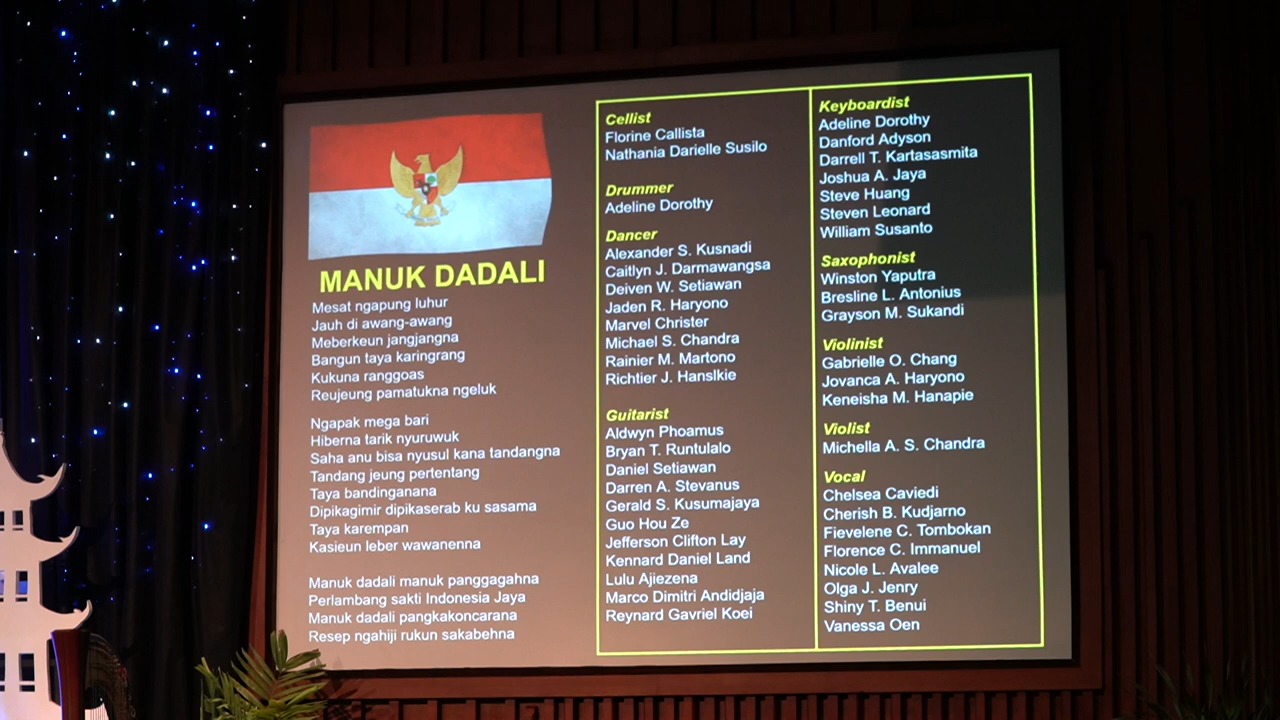 MANUK DADALI
Mesat ngapung luhur
Jauh di awang-awang
Meberkeun jangjangna
Bangun taya karingrang
Kukuna ranggoas
Reujeung pamatukna ngeluk
Ngapak mega bari
Hiberna tarik nyuruwuk
Saha anu bisa nyusul kana tandangna
Tandang jeung pertentang
Taya bandinganana
Dipikagimir dipikaserab ku sasama
Taya karempan
Kasieun leber wawanenna
Manuk dadali manuk panggagahna
Perlambang sakti Indonesia Jaya
Manuk dadali pangkakoncarana
Resep ngahiji rukun sakabehna
Cellist
Florine Callista
Nathania Darielle Susilo
Drummer
Adeline Dorothy
Dancer
Alexander S. Kusnadi
Caitlyn J. Darmawangsa
Deiven W. Setiawan
Jaden R. Haryono
Marvel Christer
Michael S. Chandra
Rainier M. Martono
Richtier J. Hanslkie
Guitarist
Aldwyn Phoamus
Bryan T. Runtulalo
Daniel Setiawan
Darren A. Stevanus
Gerald S. Kusumajaya
Guo Hou Ze
Jefferson Clifton Lay
Kennard Daniel Land
Lulu Ajiezena
Marco Dimitri Andidjaja
Reynard Gavriel Koei
Keyboardist
Adeline Dorothy
Danford Adyson
Darrell T. Kartasasmita
Joshua A. Jaya
Steve Huang
Steven Leonard
William Susanto
Saxophonist
Winston Yaputra
Bresline L. Antonius
Grayson M. Sukandi
Violinist
Gabrielle O. Chang
Jovanca A. Haryono
Keneisha M. Hanapie
Violist
Michella A. S. Chandra
Vocal
Chelsea Caviedi
Cherish B. Kudjarno
Fievelene C. Tombokan
Florence C. Immanuel
Nicole L. Avalee
Olga J. Jenry
Shiny T. Benui
Vanessa Oen